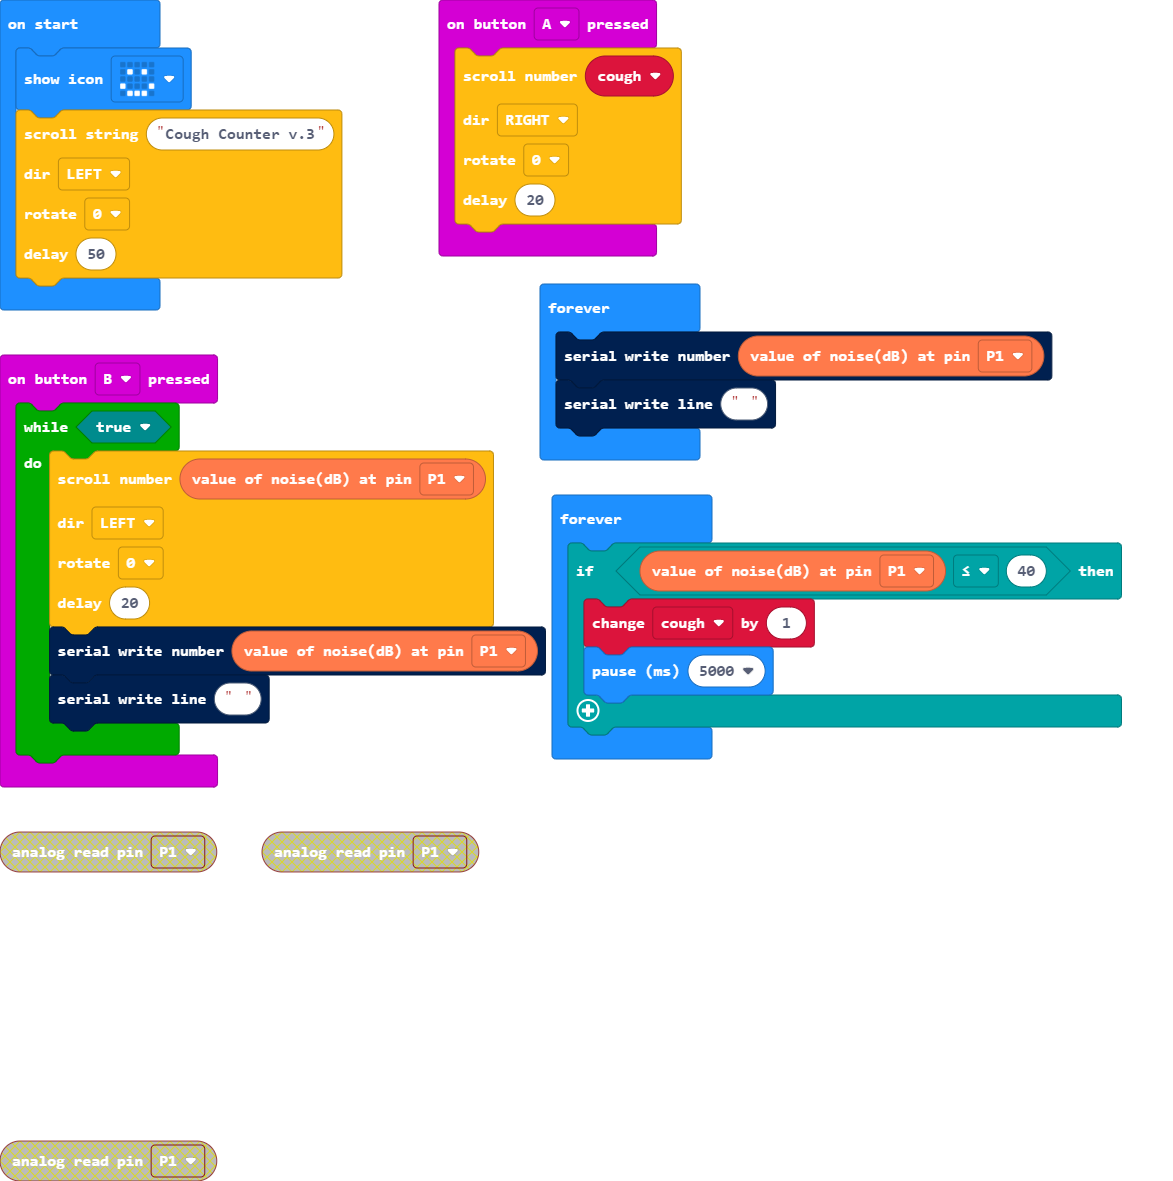 on start
show icon
scroll string "Cough Counter v.3"
dir LEFT
rotate 0
delay 50
on button A pressed
scroll number cough
dir RIGHT
rotate 0
delay 20
forever
serial write number value of noise(dB) at pin P1
serial write line " "
on button B pressed
while true
do
scroll number value of noise(dB) at pin P1
dir LEFT
rotate 0
delay 20
serial write number value of noise(dB) at pin P1
serial write line " "
forever
if value of noise(dB) at pin P1 ≤ 40 then
change cough by 1
pause (ms) 5000
analog read pin P1
analog read pin P1
analog read pin P1